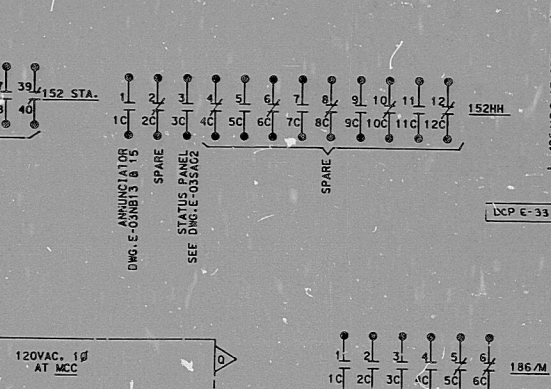 39
152 STA.
40
1 2 3 4 5 6 7 8 9 10 11 12
152HH
1C 2C 3C 4C 5C 6C 7C 8C 9C 10C 11C 12C
ANNUNCIATOR
DWG. E-03NB13 & 15
SPARE
STATUS PANEL
SEE DWG. E-03SA02
SPARE
DCP E-33
120VAC. 1Ø
AT MCC
Q
1 2 3 4 5 6
186/M
1C 2C 3C 4C 5C 6C